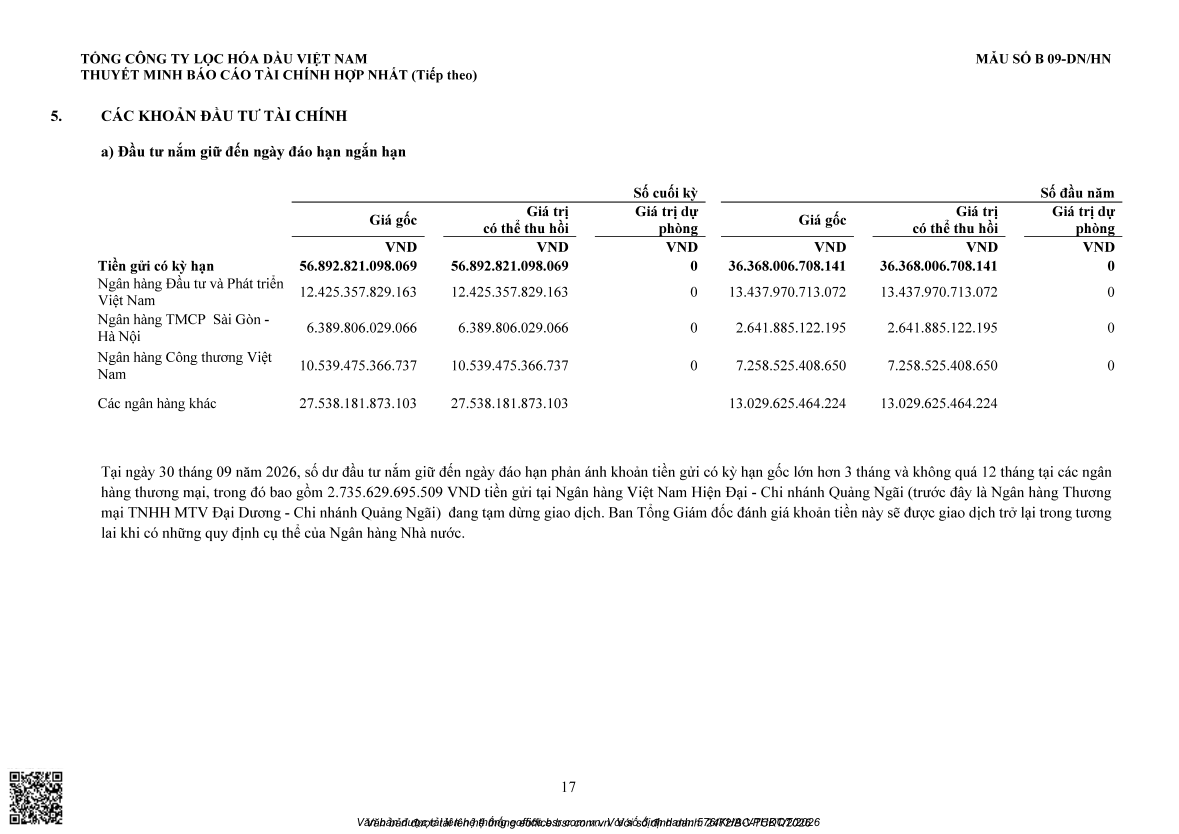 TỔNG CÔNG TY LỌC HÓA DẦU VIỆT NAM MẪU SỐ B 09-DN/HN
THUYẾT MINH BÁO CÁO TÀI CHÍNH HỢP NHẤT (Tiếp theo)
5. CÁC KHOẢN ĐẦU TƯ TÀI CHÍNH
a) Đầu tư nắm giữ đến ngày đáo hạn ngắn hạn
Số cuối kỳ Số đầu năm
Giá gốc Giá trị có thể thu hồi Giá trị dự phòng Giá gốc Giá trị có thể thu hồi Giá trị dự phòng
VND VND VND VND VND VND
Tiền gửi có kỳ hạn 56.892.821.098.069 56.892.821.098.069 0 36.368.006.708.141 36.368.006.708.141 0
Ngân hàng Đầu tư và Phát triển
Việt Nam 12.425.357.829.163 12.425.357.829.163 0 13.437.970.713.072 13.437.970.713.072 0
Ngân hàng TMCP Sài Gòn -
Hà Nội 6.389.806.029.066 6.389.806.029.066 0 2.641.885.122.195 2.641.885.122.195 0
Ngân hàng Công thương Việt
Nam 10.539.475.366.737 10.539.475.366.737 0 7.258.525.408.650 7.258.525.408.650 0
Các ngân hàng khác 27.538.181.873.103 27.538.181.873.103 13.029.625.464.224 13.029.625.464.224
Tại ngày 30 tháng 09 năm 2026, số dư đầu tư nắm giữ đến ngày đáo hạn phản ánh khoản tiền gửi có kỳ hạn gốc lớn hơn 3 tháng và không quá 12 tháng tại các ngân
hàng thương mại, trong đó bao gồm 2.735.629.695.509 VND tiền gửi tại Ngân hàng Việt Nam Hiện Đại - Chi nhánh Quảng Ngãi (trước đây là Ngân hàng Thương
mại TNHH MTV Đại Dương - Chi nhánh Quảng Ngãi) đang tạm dừng giao dịch. Ban Tổng Giám đốc đánh giá khoản tiền này sẽ được giao dịch trở lại trong tương
lai khi có những quy định cụ thể của Ngân hàng Nhà nước.
17